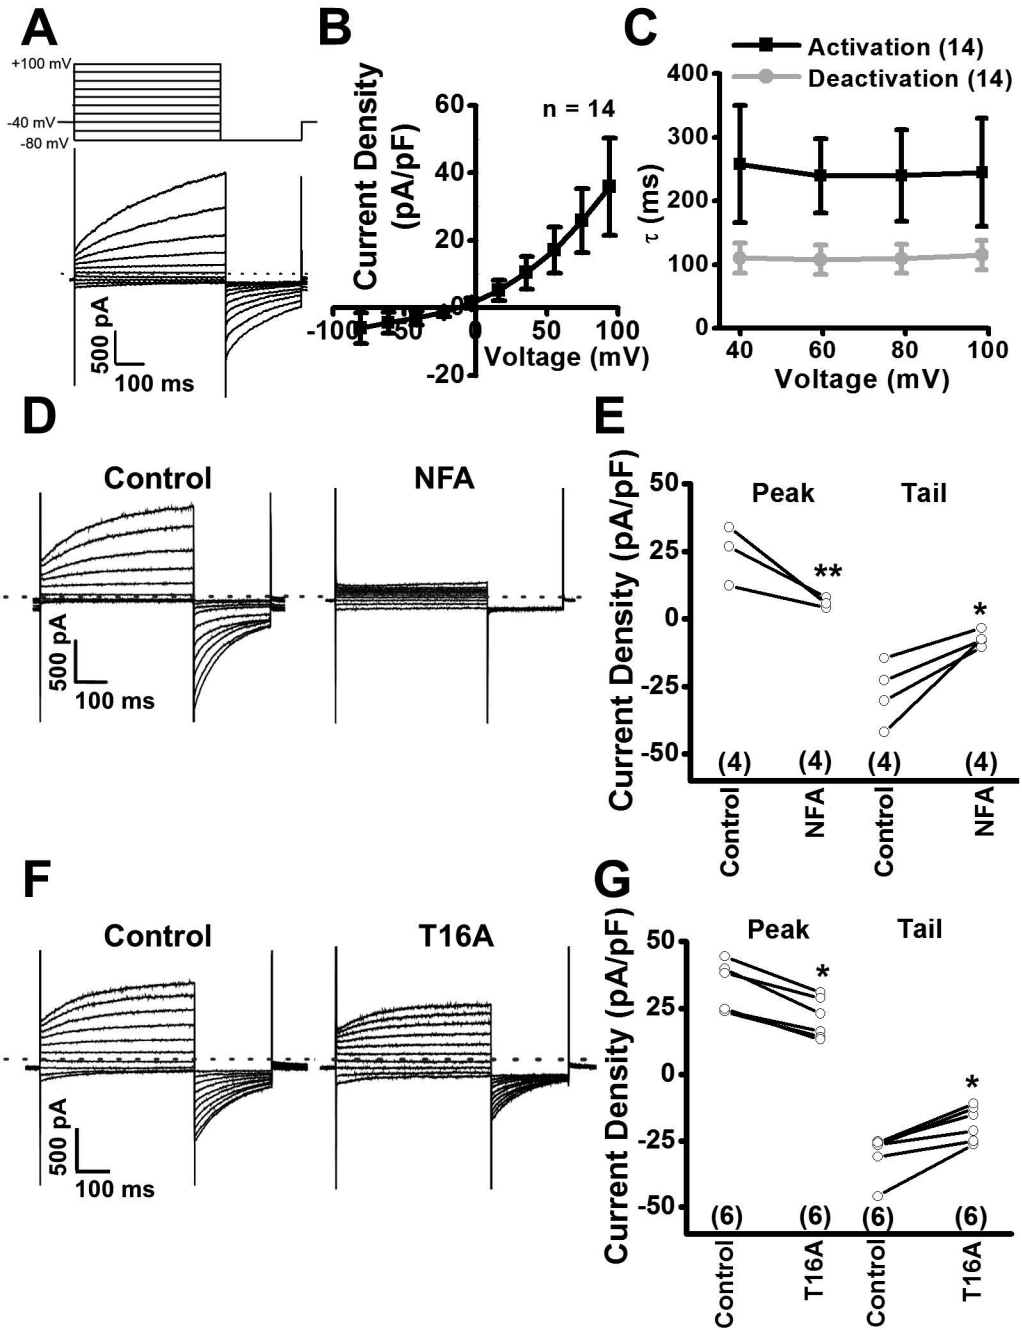 A
+100 mV
-40 mV
-80 mV
500 pA
100 ms
B
Current Density
(pA/pF)
n = 14
60
40
20
0
-20
-100
-50
0
50
100
Voltage (mV)
C
Activation (14)
Deactivation (14)
400
300
200
100
0
τ (ms)
40
60
80
100
Voltage (mV)
D
Control
NFA
500 pA
100 ms
E
Current Density (pA/pF)
50
25
0
-25
-50
Peak
Tail
**
*
(4)
(4)
(4)
(4)
Control
NFA
Control
NFA
F
Control
T16A
500 pA
100 ms
G
Current Density (pA/pF)
50
25
0
-25
-50
Peak
Tail
*
*
(6)
(6)
(6)
(6)
Control
T16A
Control
T16A